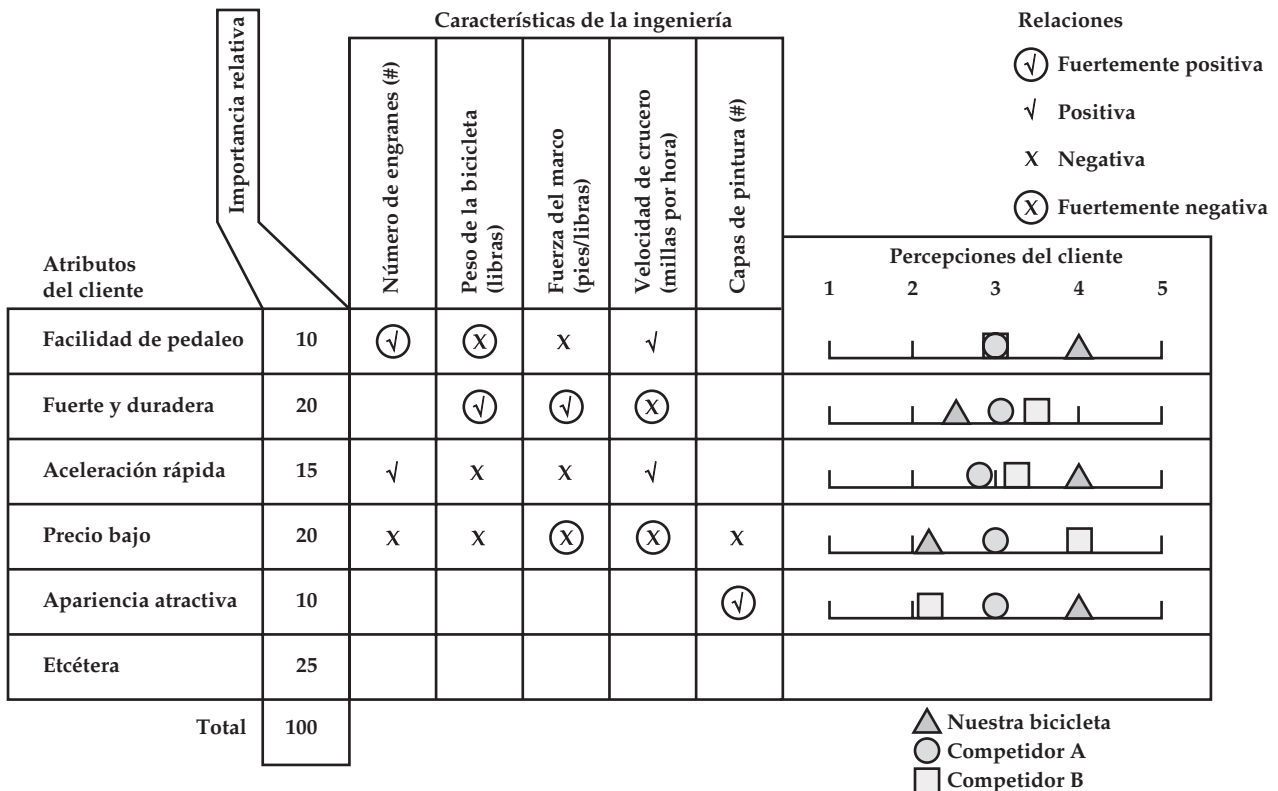 Características de la ingeniería
Relaciones
√ Fuertemente positiva
√ Positiva
X Negativa
X Fuertemente negativa
Importancia relativa
Número de engranes (#)
Peso de la bicicleta
(libras)
Fuerza del marco
(pies/libras)
Velocidad de crucero
(millas por hora)
Capas de pintura (#)
Atributos
del cliente
Percepciones del cliente
1 2 3 4 5
Facilidad de pedaleo 10 √ X X √
Fuerte y duradera 20 √ √ X
Aceleración rápida 15 √ X X √
Precio bajo 20 X X X X X
Apariencia atractiva 10 √
Etcétera 25
Total 100
Nuestra bicicleta
Competidor A
Competidor B